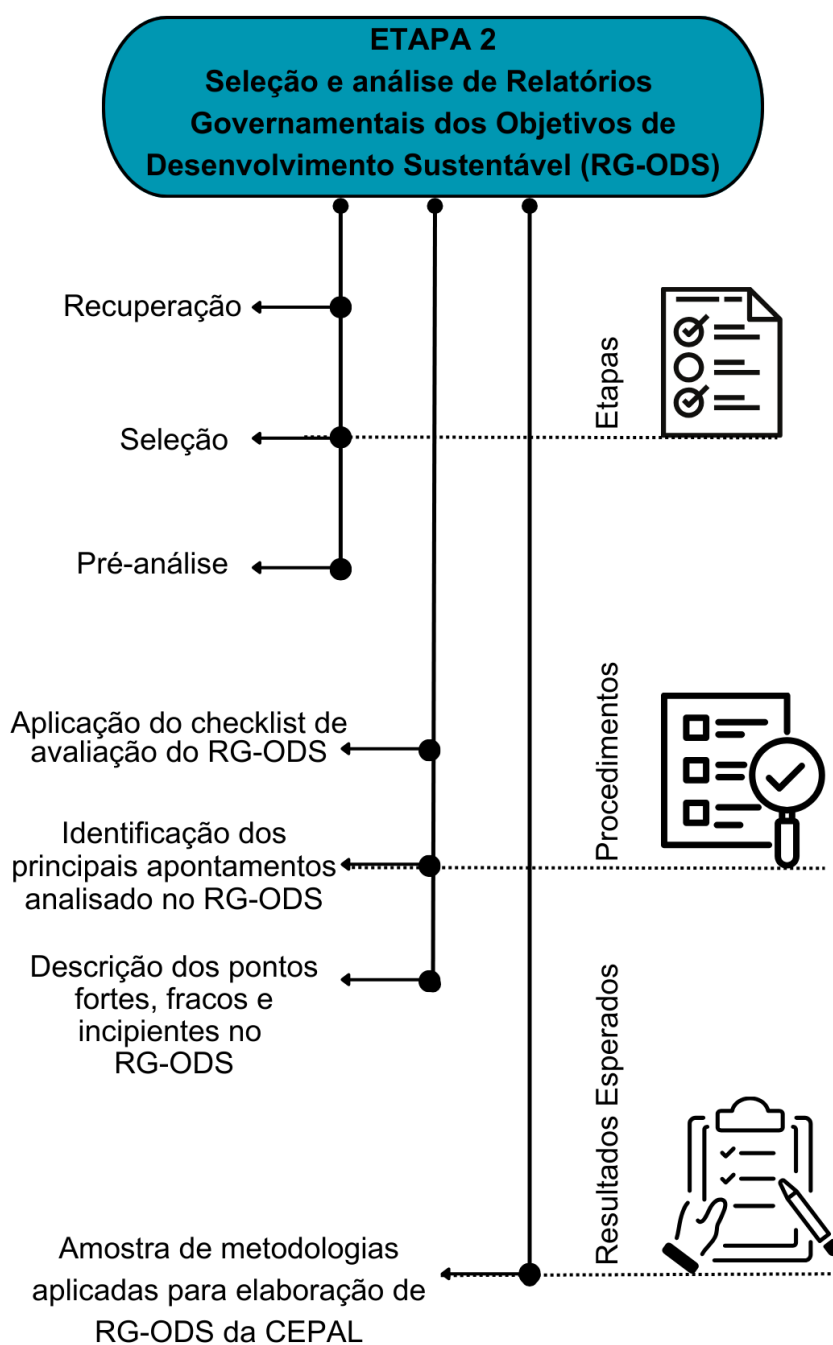 ETAPA 2
Seleção e análise de Relatórios
Governamentais dos Objetivos de
Desenvolvimento Sustentável (RG-ODS)
Recuperação
Seleção
Pré-análise
Etapas
Aplicação do checklist de
avaliação do RG-ODS
Identificação dos
principais apontamentos
analisado no RG-ODS
Descrição dos pontos
fortes, fracos e
incipientes no
RG-ODS
Procedimentos
Amostra de metodologias
aplicadas para elaboração de
RG-ODS da CEPAL
Resultados Esperados